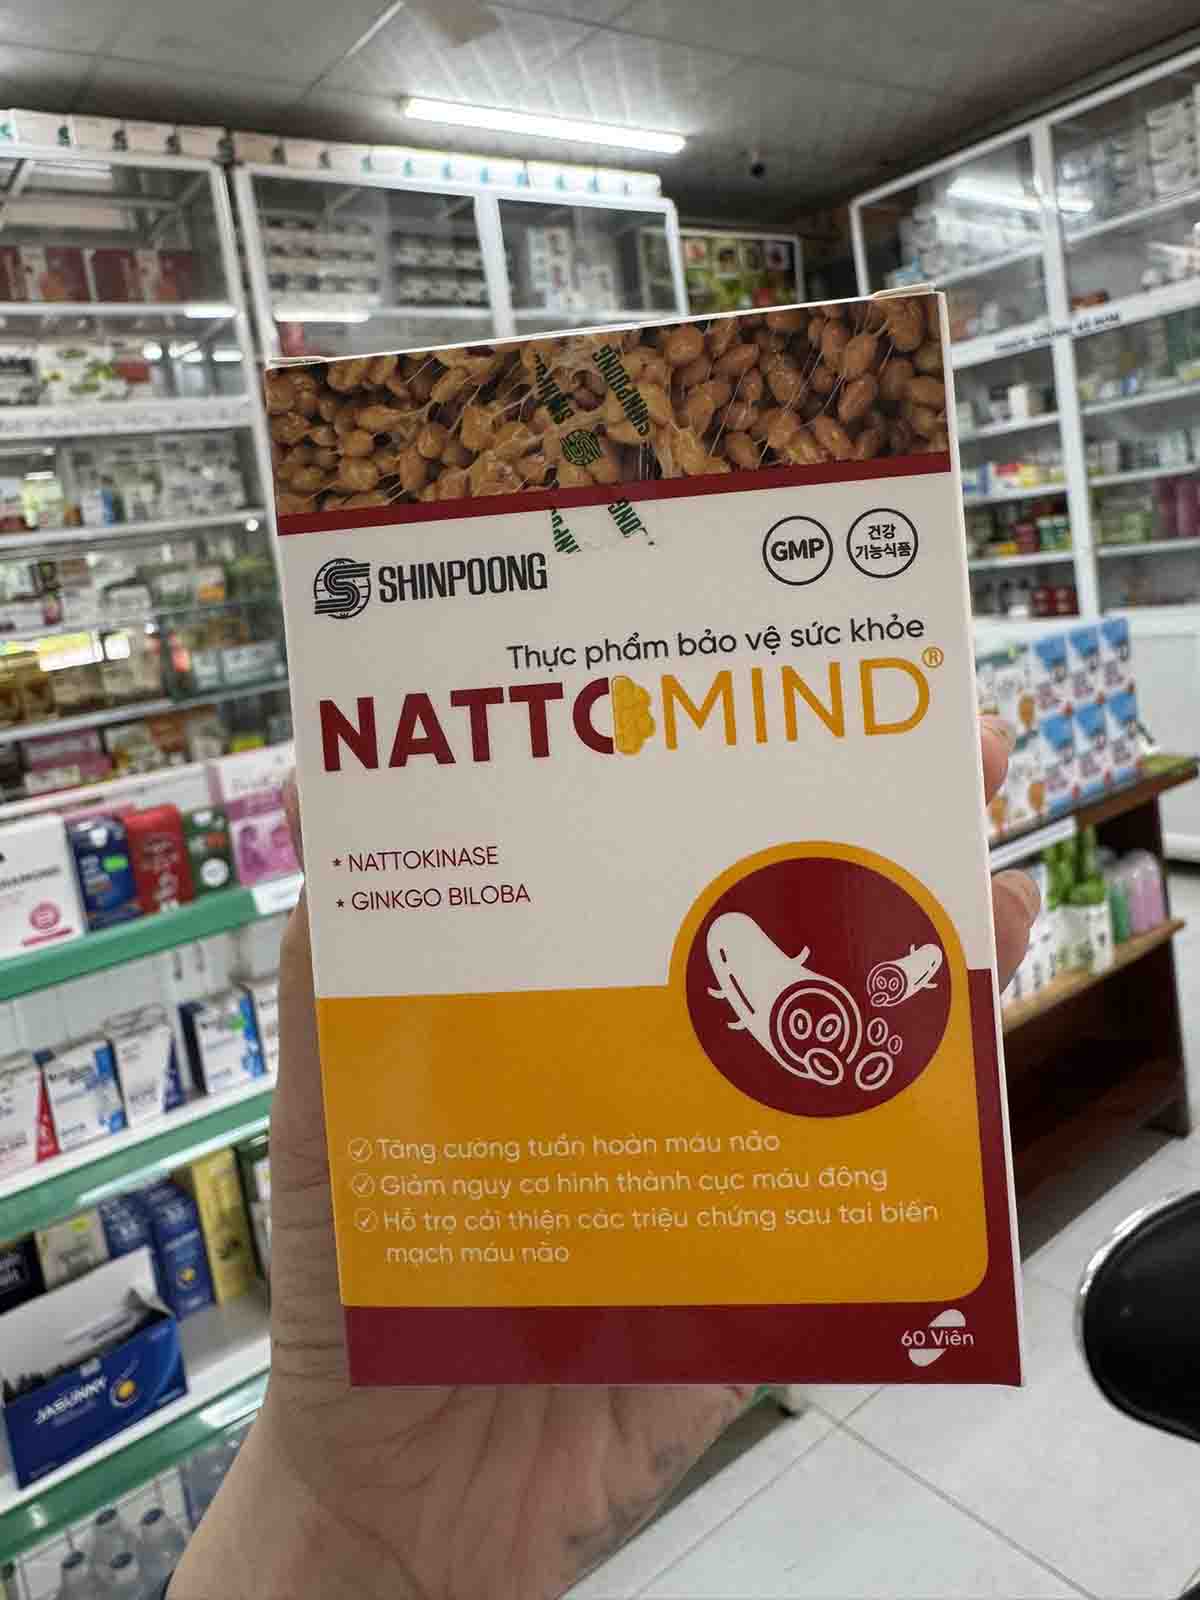 SHINPOONG
SHINPOONG
GMP
건강
기능식품
Thực phẩm bảo vệ sức khỏe
NATTOMIND®
* NATTOKINASE
* GINKGO BILOBA
Tăng cường tuần hoàn máu não
Giảm nguy cơ hình thành cục máu đông
Hỗ trợ cải thiện các triệu chứng sau tai biến
mạch máu não
60 Viên
JASUNNY